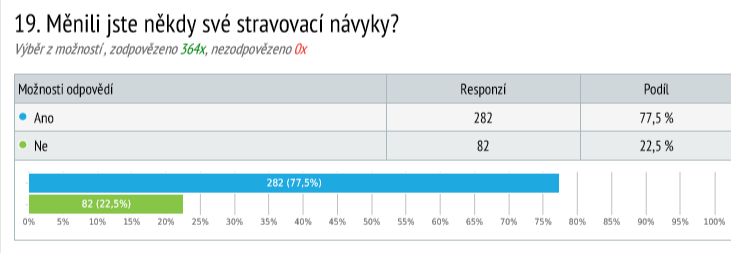 19. Měnili jste někdy své stravovací návyky?
Výběr z možností, zodpovězeno 364x, nezodpovězeno 0x
Možnosti odpovědí Responzí Podíl
Ano 282 77,5 %
Ne 82 22,5 %
282 (77,5%)
82 (22,5%)
0% 5% 10% 15% 20% 25% 30% 35% 40% 45% 50% 55% 60% 65% 70% 75% 80% 85% 90% 95% 100%